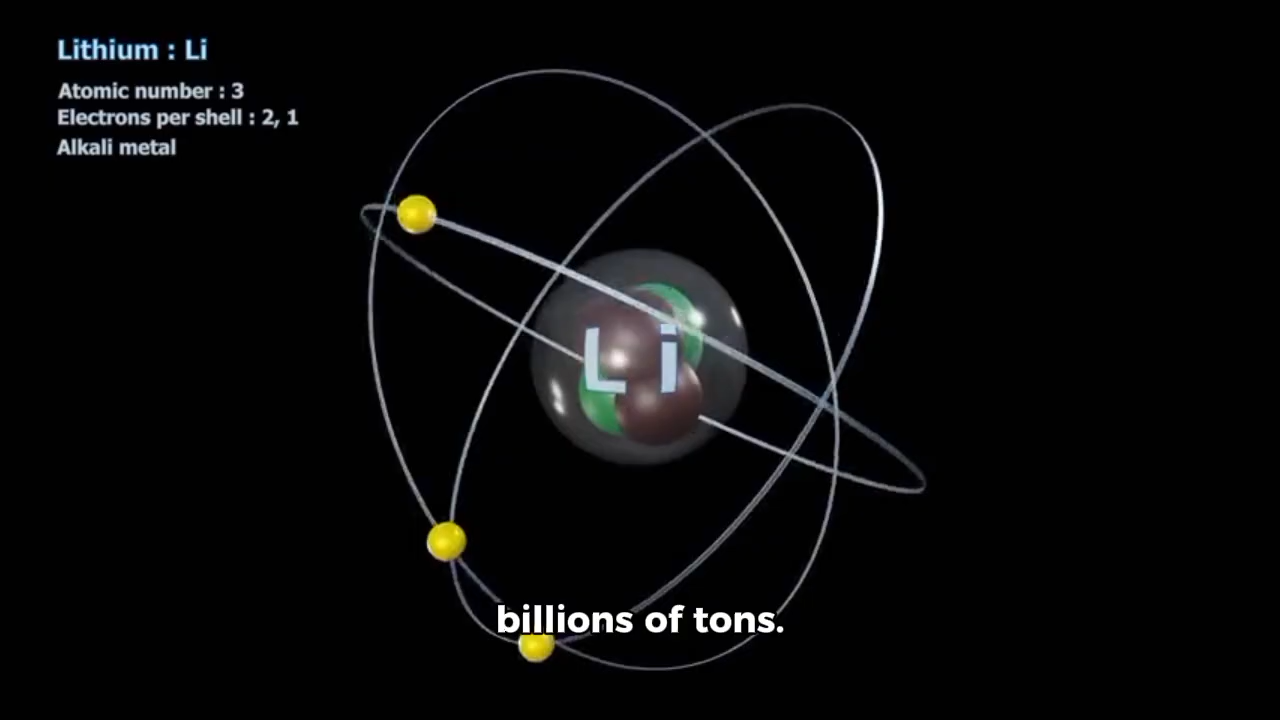 Lithium : Li
Atomic number : 3
Electrons per shell : 2, 1
Alkali metal
Li
billions of tons.